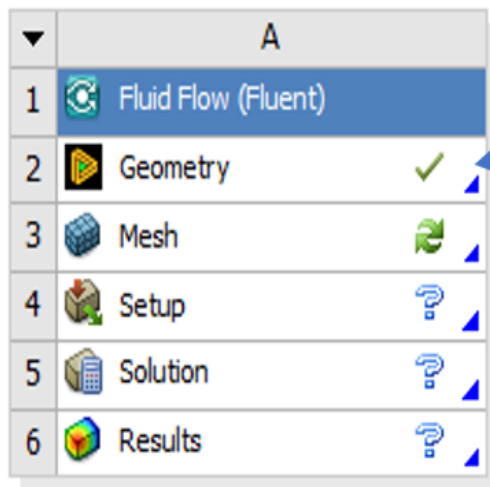 A
1 Fluid Flow (Fluent)
2 Geometry
3 Mesh
4 Setup ?
5 Solution ?
6 Results ?